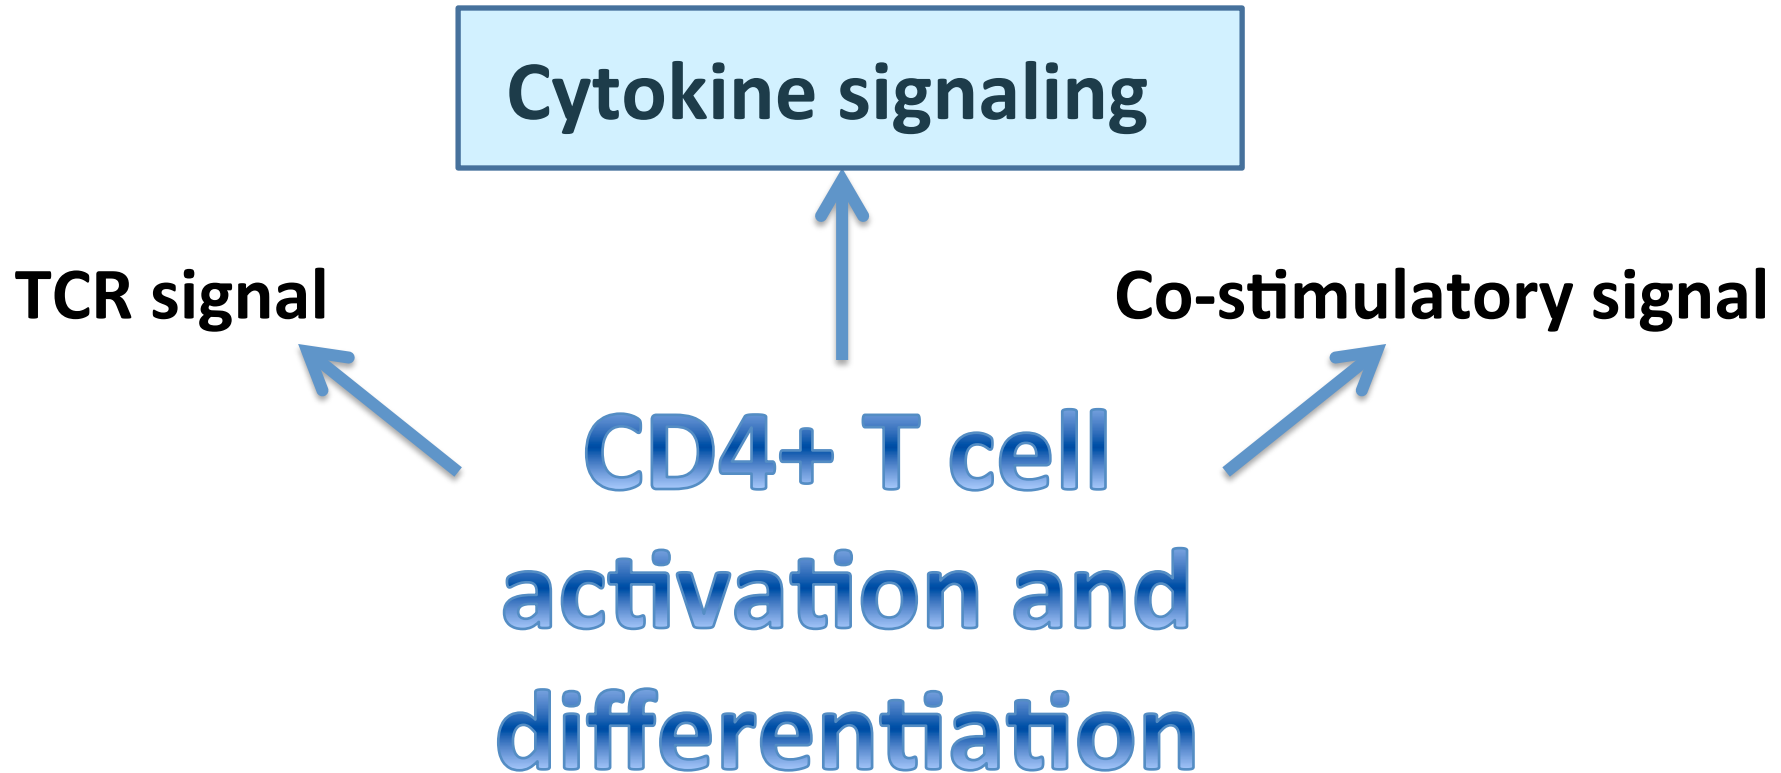 Cytokine signaling
TCR signal
Co-stimulatory signal
CD4+ T cell
activation and
differentiation